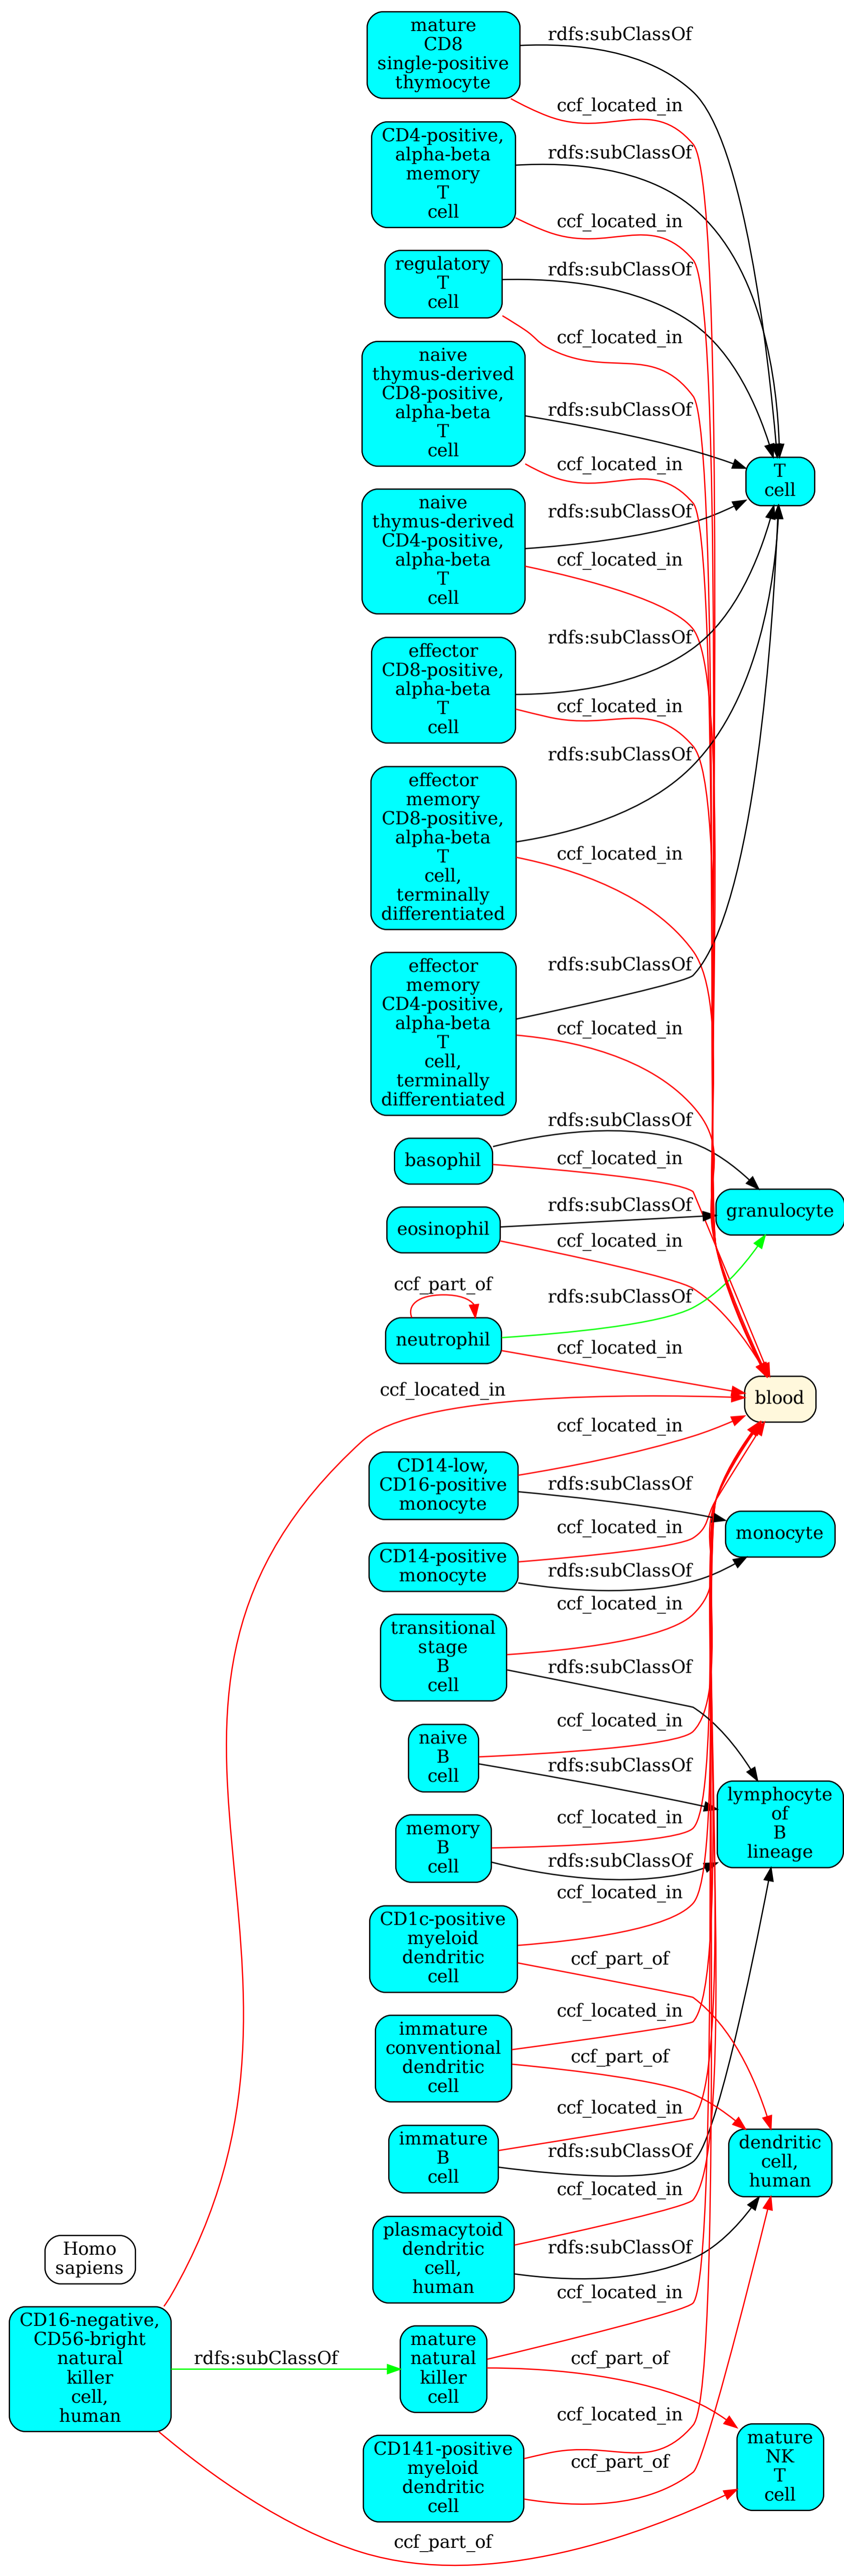 mature
CD8
single-positive
thymocyte
rdfs:subClassOf
ccf_located_in
CD4-positive,
alpha-beta
memory
T
cell
rdfs:subClassOf
ccf_located_in
regulatory
T
cell
rdfs:subClassOf
ccf_located_in
naive
thymus-derived
CD8-positive,
alpha-beta
T
cell
rdfs:subClassOf
ccf_located_in
T
cell
naive
thymus-derived
CD4-positive,
alpha-beta
T
cell
rdfs:subClassOf
ccf_located_in
effector
CD8-positive,
alpha-beta
T
cell
rdfs:subClassOf
ccf_located_in
effector
memory
CD8-positive,
alpha-beta
T
cell,
terminally
differentiated
rdfs:subClassOf
ccf_located_in
effector
memory
CD4-positive,
alpha-beta
T
cell,
terminally
differentiated
rdfs:subClassOf
ccf_located_in
basophil
rdfs:subClassOf
ccf_located_in
granulocyte
eosinophil
rdfs:subClassOf
ccf_located_in
ccf_part_of
neutrophil
rdfs:subClassOf
ccf_located_in
ccf_located_in
blood
CD14-low,
CD16-positive
monocyte
ccf_located_in
rdfs:subClassOf
monocyte
CD14-positive
monocyte
ccf_located_in
rdfs:subClassOf
transitional
stage
B
cell
ccf_located_in
rdfs:subClassOf
naive
B
cell
ccf_located_in
rdfs:subClassOf
lymphocyte
of
B
lineage
memory
B
cell
ccf_located_in
rdfs:subClassOf
CD1c-positive
myeloid
dendritic
cell
ccf_located_in
ccf_part_of
immature
conventional
dendritic
cell
ccf_located_in
ccf_part_of
immature
B
cell
ccf_located_in
rdfs:subClassOf
dendritic
cell,
human
plasmacytoid
dendritic
cell,
human
ccf_located_in
rdfs:subClassOf
Homo
sapiens
CD16-negative,
CD56-bright
natural
killer
cell,
human
rdfs:subClassOf
mature
natural
killer
cell
ccf_located_in
ccf_part_of
mature
NK
T
cell
CD141-positive
myeloid
dendritic
cell
ccf_located_in
ccf_part_of
ccf_part_of